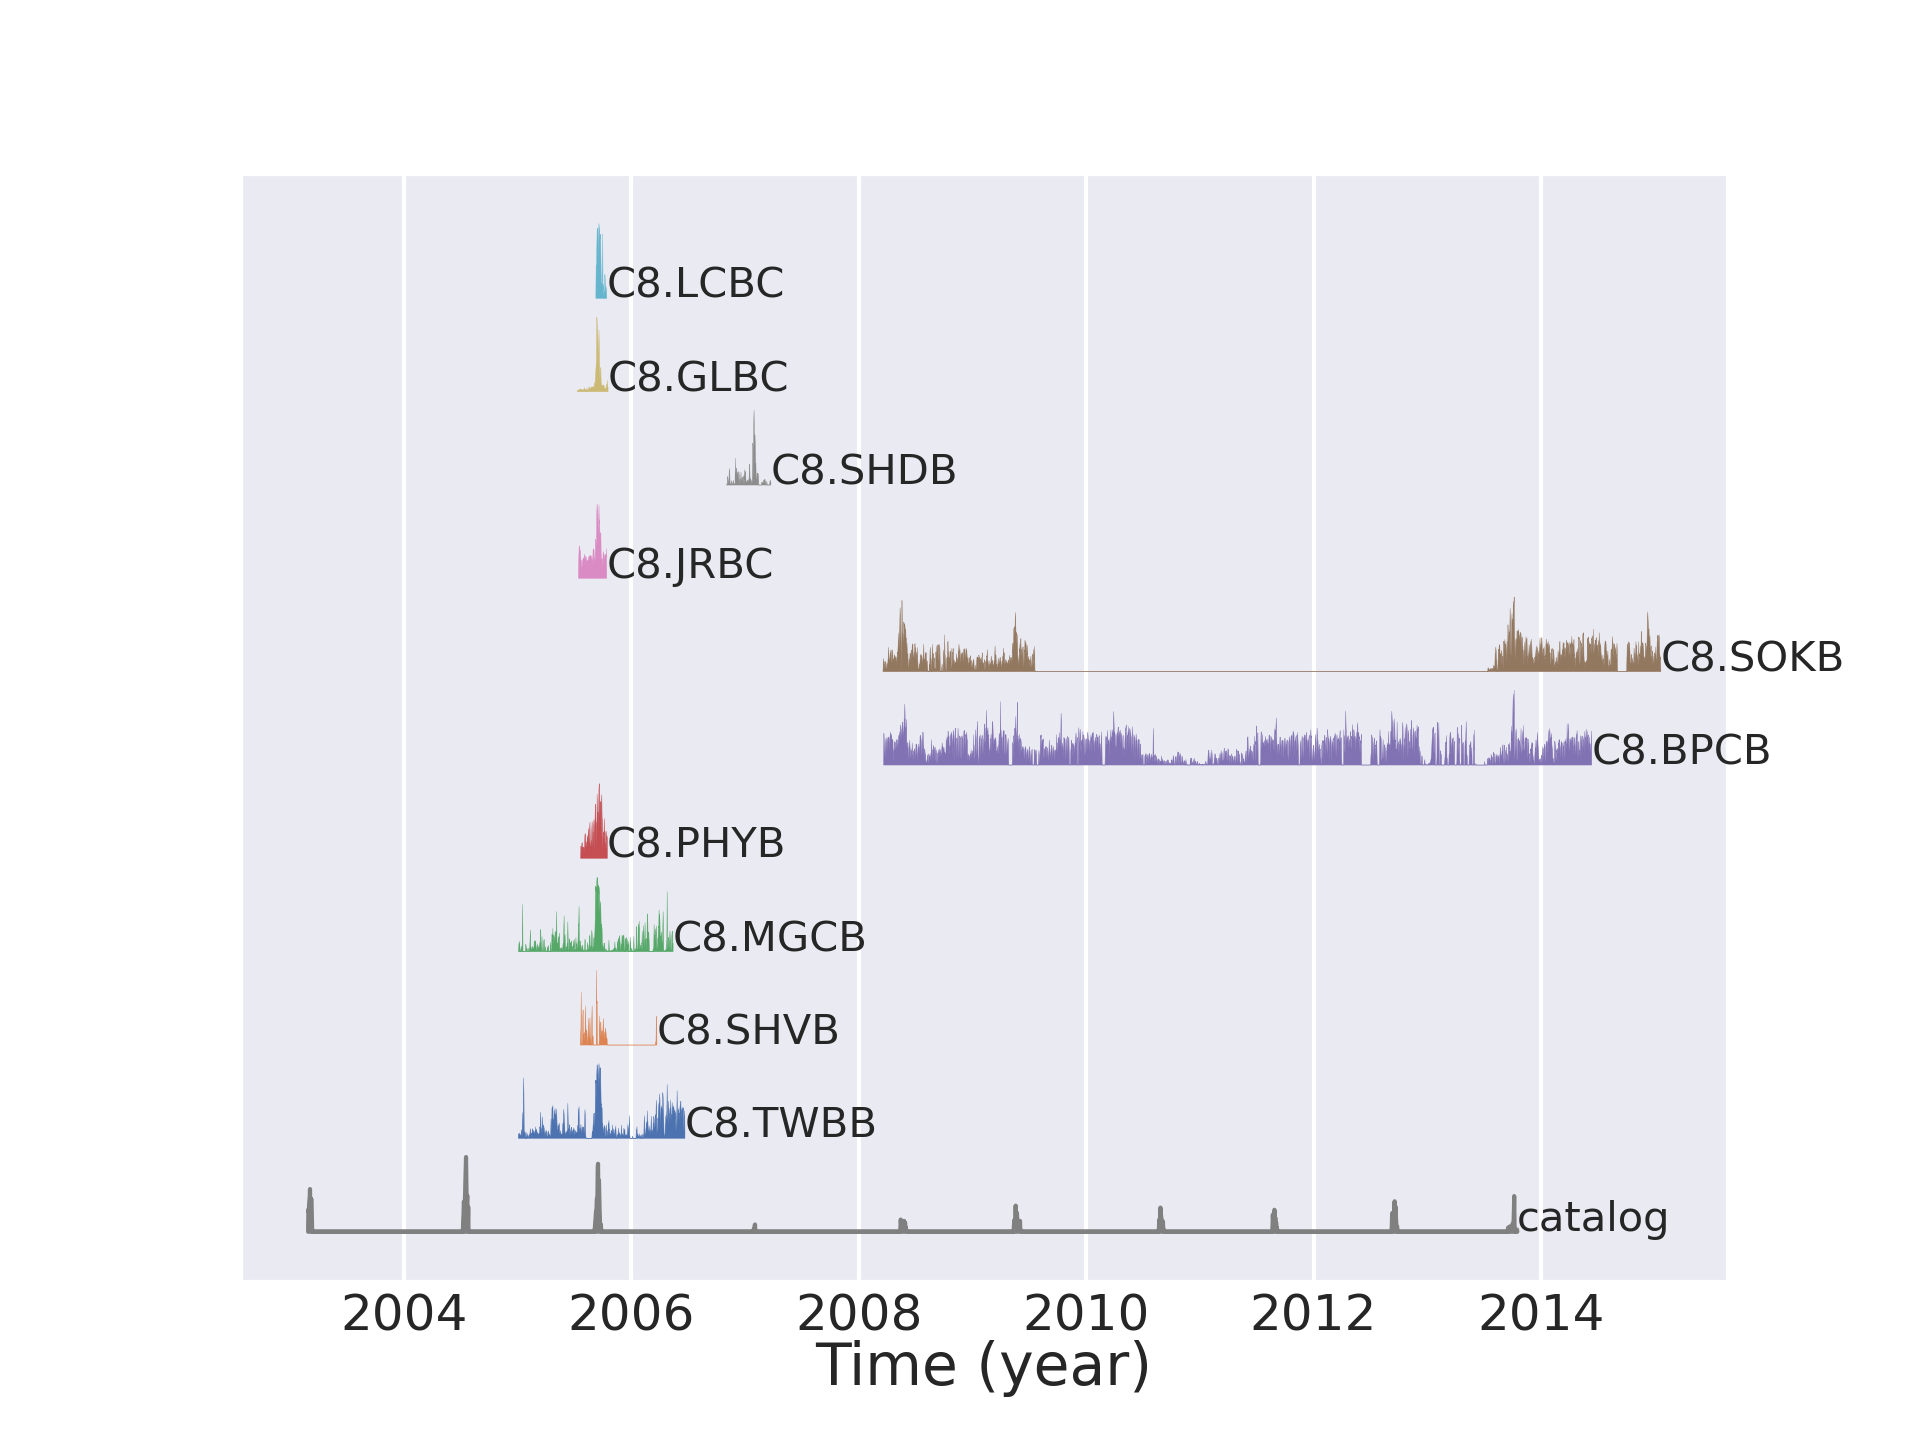 C8.LCBC
C8.GLBC
C8.SHDB
C8.JRBC
C8.SOKB
C8.BPCB
C8.PHYB
C8.MGCB
C8.SHVB
C8.TWBB
catalog
2004 2006 2008 2010 2012 2014
Time (year)